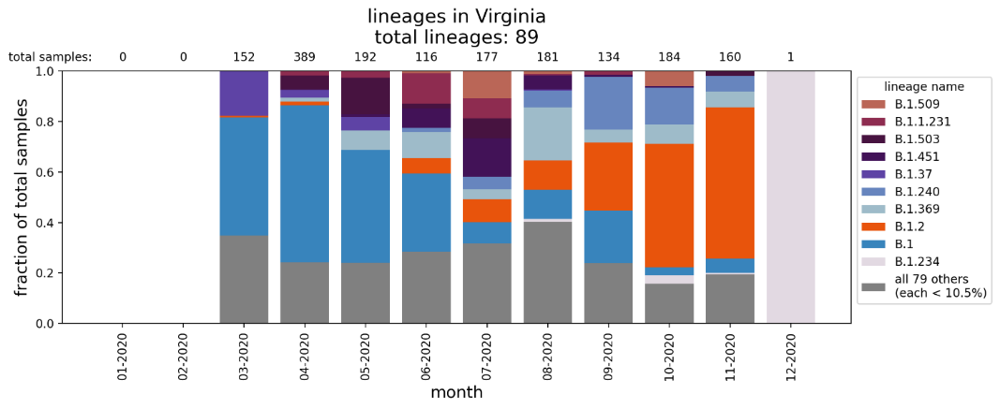 lineages in Virginia
total lineages: 89
total samples: 0 0 152 389 192 116 177 181 134 184 160 1
fraction of total samples
1.0
0.8
0.6
0.4
0.2
0.0
01-2020 02-2020 03-2020 04-2020 05-2020 06-2020 07-2020 08-2020 09-2020 10-2020 11-2020 12-2020
month
lineage name
B.1.509
B.1.1.231
B.1.503
B.1.451
B.1.37
B.1.240
B.1.369
B.1.2
B.1
B.1.234
all 79 others
(each < 10.5%)